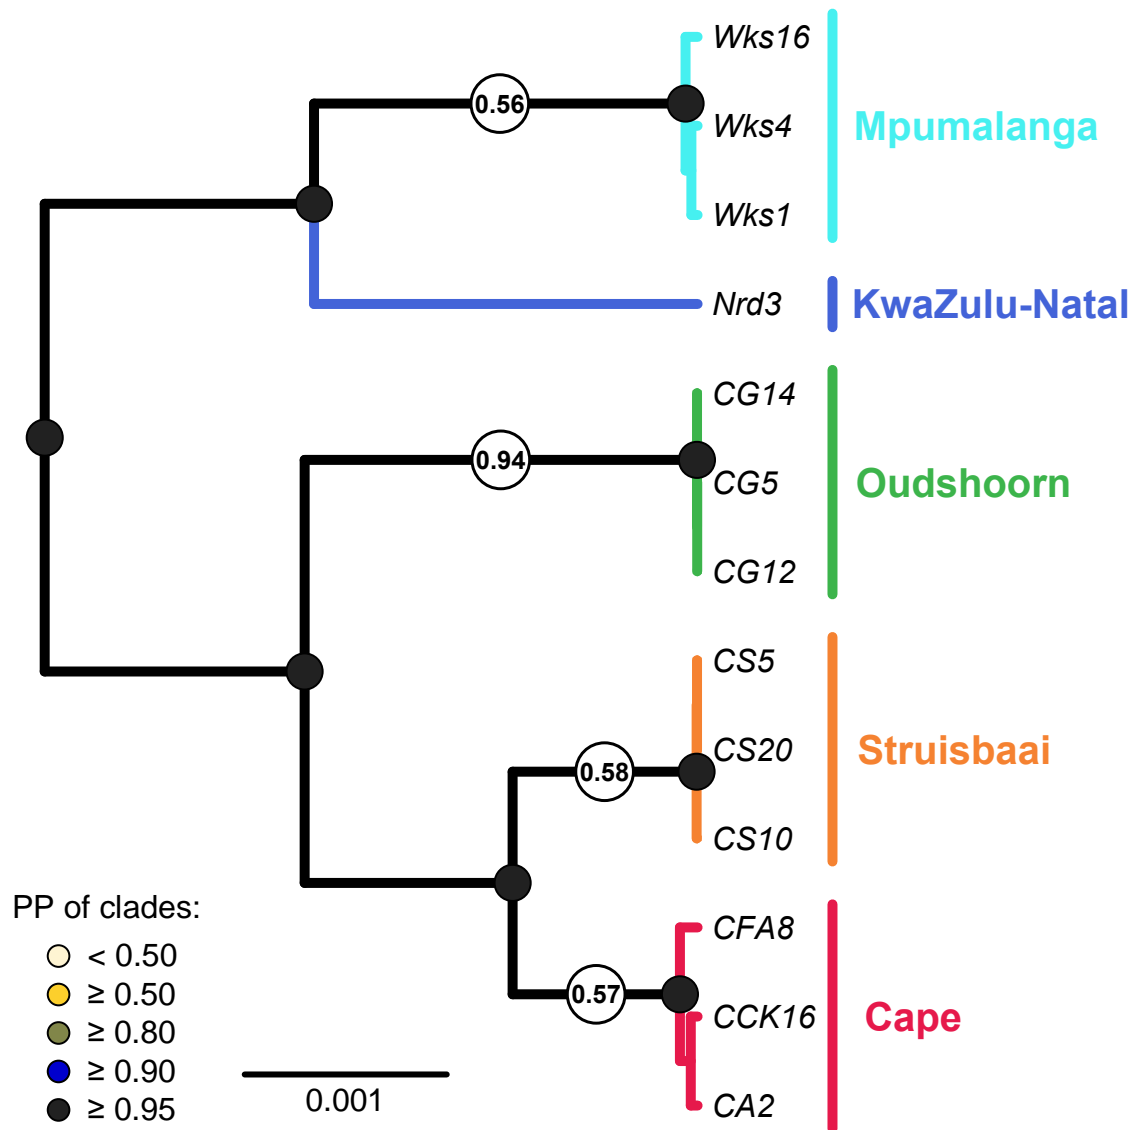 Wks16
0.56
Wks4
Mpumalanga
Wks1
Nrd3
KwaZulu-Natal
CG14
0.94
CG5
Oudshoorn
CG12
CS5
CS20
Struisbaai
0.58
CS10
PP of clades:
< 0.50
≥ 0.50
≥ 0.80
≥ 0.90
≥ 0.95
0.001
CFA8
0.57
CCK16
Cape
CA2